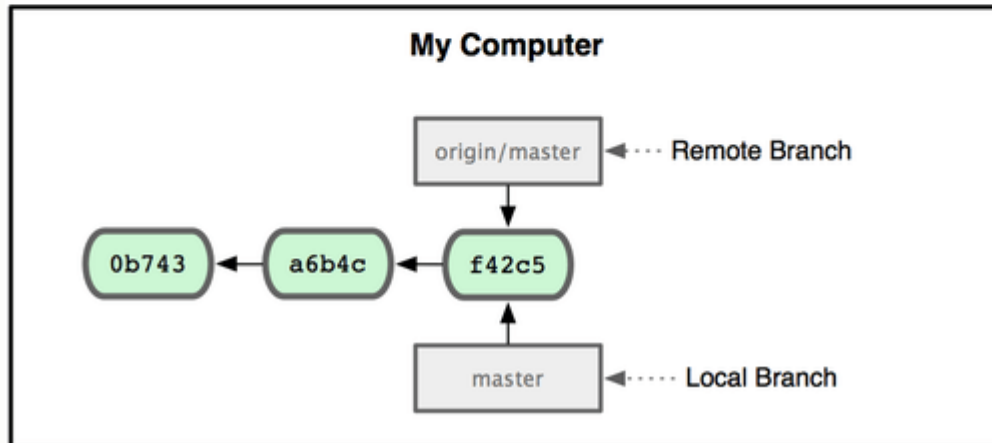 My Computer
origin/master
Remote Branch
0b743
a6b4c
f42c5
master
Local Branch